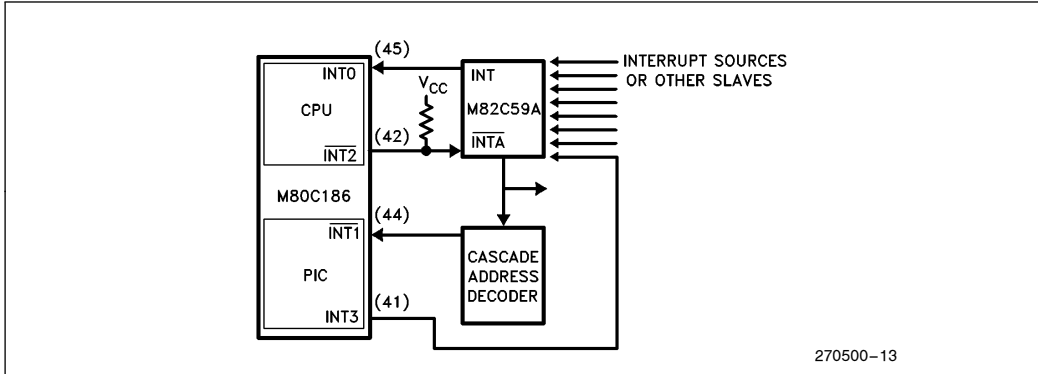 (45)
INT0
CPU
(42)
INT2
M80C186
(44)
INT1
PIC
(41)
INT3
VCC
INT
M82C59A
INTA
CASCADE
ADDRESS
DECODER
INTERRUPT SOURCES
OR OTHER SLAVES
270500-13